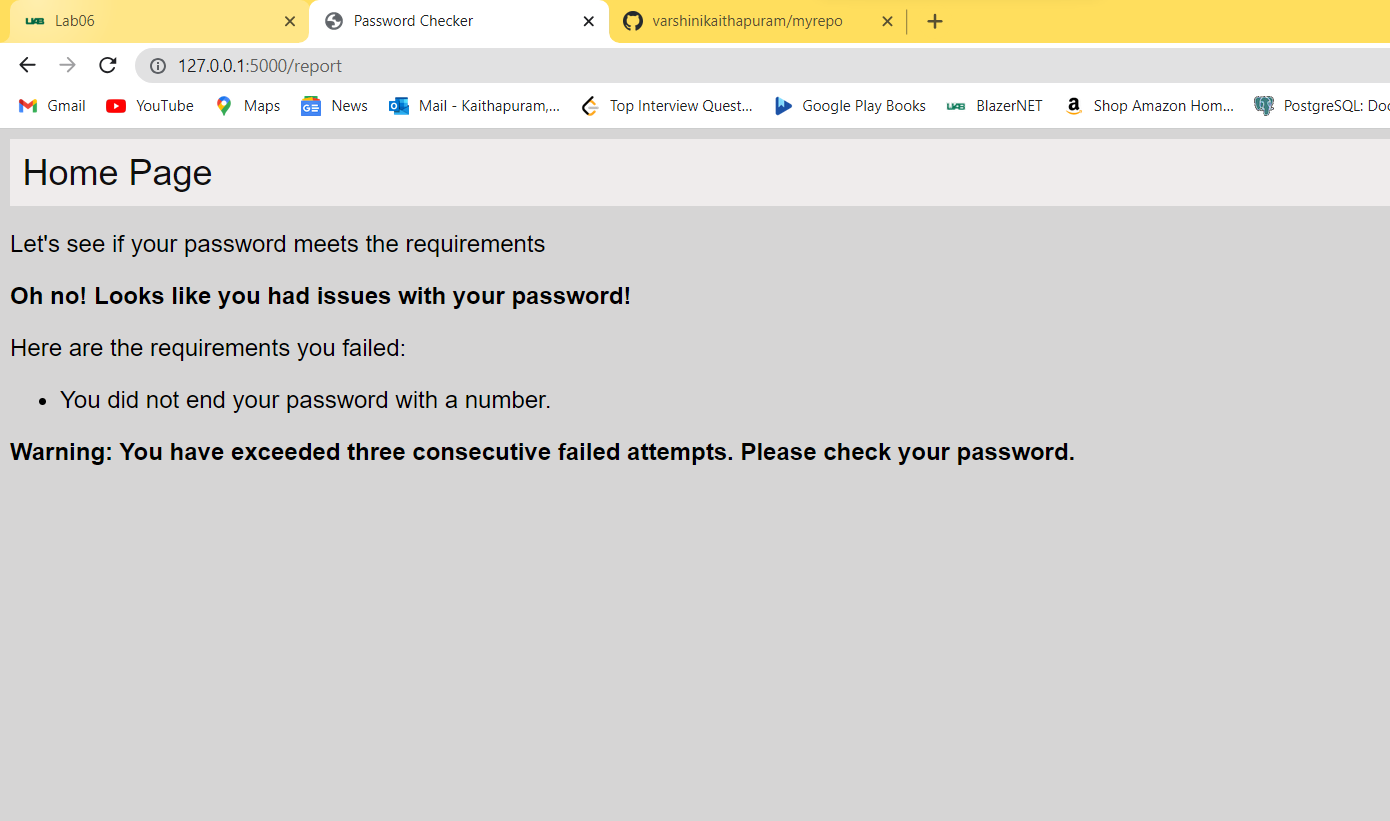 UAB Lab06 Password Checker varshinikaithapuram/myrepo
127.0.0.1:5000/report
Gmail YouTube Maps GE News Mail - Kaithapuram,... Top Interview Quest... Google Play Books UAB BlazerNET a Shop Amazon Hom... PostgreSQL: Doc
Home Page
Let's see if your password meets the requirements
Oh no! Looks like you had issues with your password!
Here are the requirements you failed:
• You did not end your password with a number.
Warning: You have exceeded three consecutive failed attempts. Please check your password.